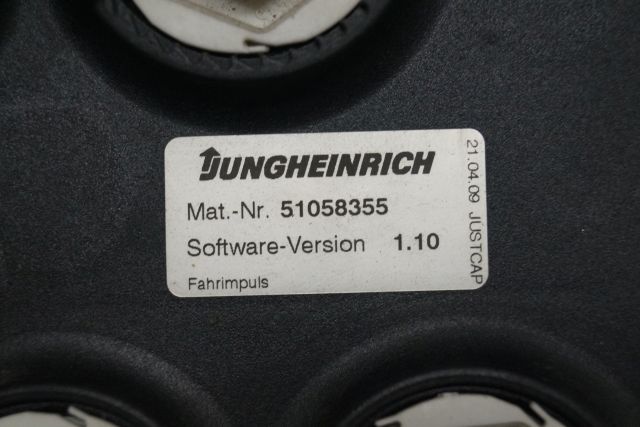 JUNGHEINRICH
Mat.-Nr. 51058355
Software-Version 1.10
Fahrimpuls
21.04.09 JUSTCAP